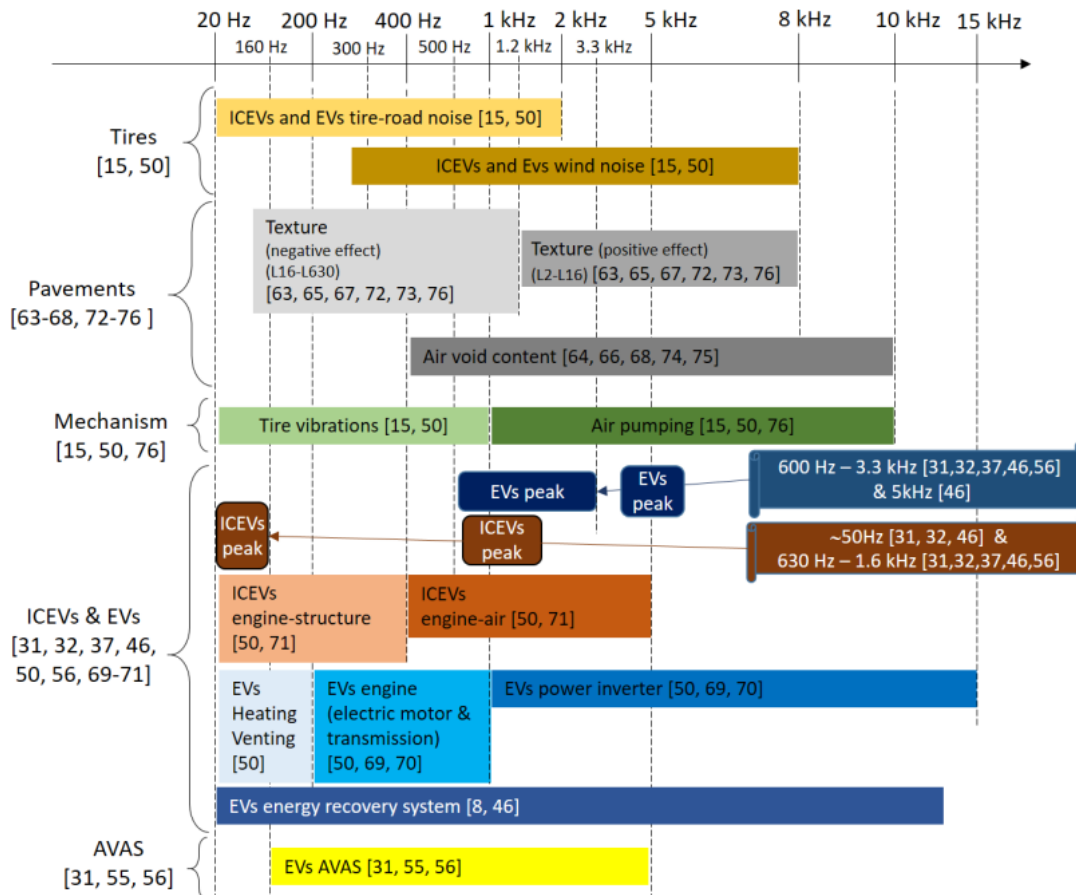 20 Hz 200 Hz 400 Hz 1 kHz 2 kHz 5 kHz 8 kHz 10 kHz 15 kHz
160 Hz 300 Hz 500 Hz 1.2 kHz 3.3 kHz
Tires
[15, 50]
ICEVs and EVs tire-road noise [15, 50]
ICEVs and Evs wind noise [15, 50]
Pavements
[63-68, 72-76 ]
Texture
(negative effect)
(L16-L630)
[63, 65, 67, 72, 73, 76]
Texture (positive effect)
(L2-L16) [63, 65, 67, 72, 73, 76]
Air void content [64, 66, 68, 74, 75]
Mechanism
[15, 50, 76]
Tire vibrations [15, 50]
Air pumping [15, 50, 76]
ICEVs & EVs
[31, 32, 37, 46,
50, 56, 69-71]
EVs peak
EVs
peak
600 Hz – 3.3 kHz [31,32,37,46,56]
& 5kHz [46]
ICEVs
peak
ICEVs
peak
~50Hz [31, 32, 46] &
630 Hz – 1.6 kHz [31,32,37,46,56]
ICEVs
engine-structure
[50, 71]
ICEVs
engine-air [50, 71]
EVs
Heating
Venting
[50]
EVs engine
(electric motor &
transmission)
[50, 69, 70]
EVs power inverter [50, 69, 70]
EVs energy recovery system [8, 46]
AVAS
[31, 55, 56]
EVs AVAS [31, 55, 56]